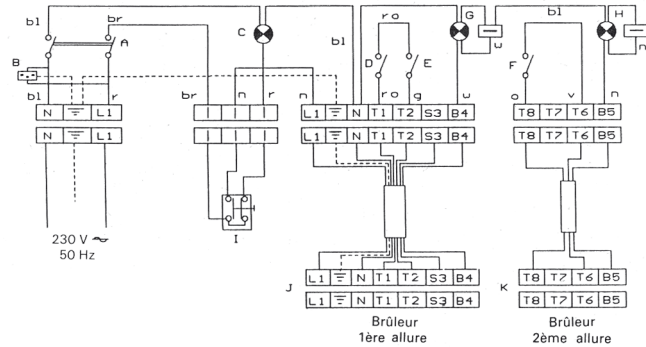 bl br C bl G bl H
A ro u n
B D E F
bl r br n r n ro g u o v n
N L1 L1 N T1 T2 S3 B4 T8 T7 T6 B5
N L1 L1 N T1 T2 S3 B4 T8 T7 T6 B5
230 V
50 Hz
I
J L1 N T1 T2 S3 B4 K T8 T7 T6 B5
L1 N T1 T2 S3 B4 T8 T7 T6 B5
Brûleur
1ère allure
Brûleur
2ème allure